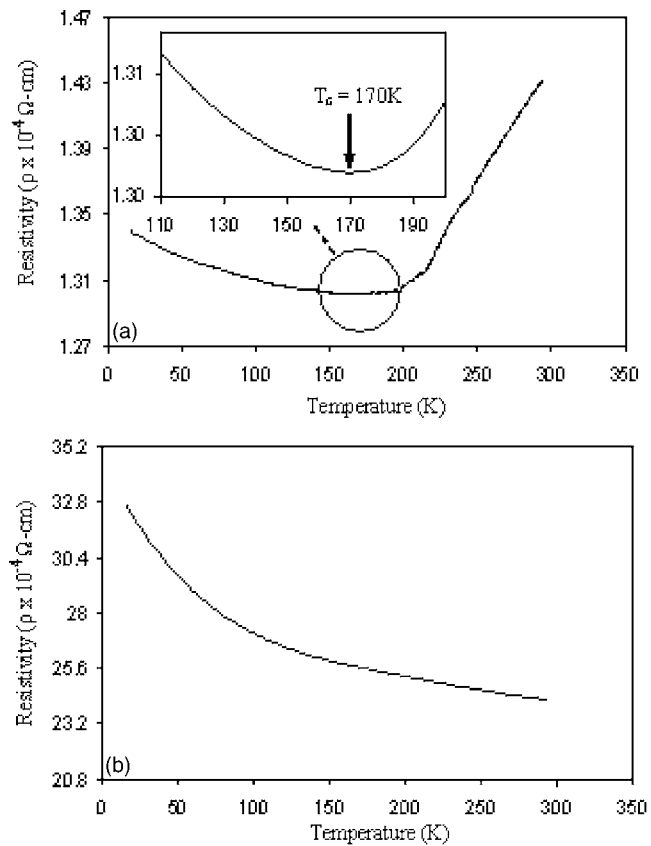 1.47
1.43
1.39
1.35
1.31
1.27
Resistivity (ρ x 10⁻⁴ Ω-cm)
1.31
1.30
1.30
110 130 150 170 190
T_G = 170K
(a)
0 50 100 150 200 250 300 350
Temperature (K)
35.2
32.8
30.4
28
25.6
23.2
20.8
Resistivity (ρ x 10⁻⁴ Ω-cm)
(b)
0 50 100 150 200 250 300 350
Temperature (K)